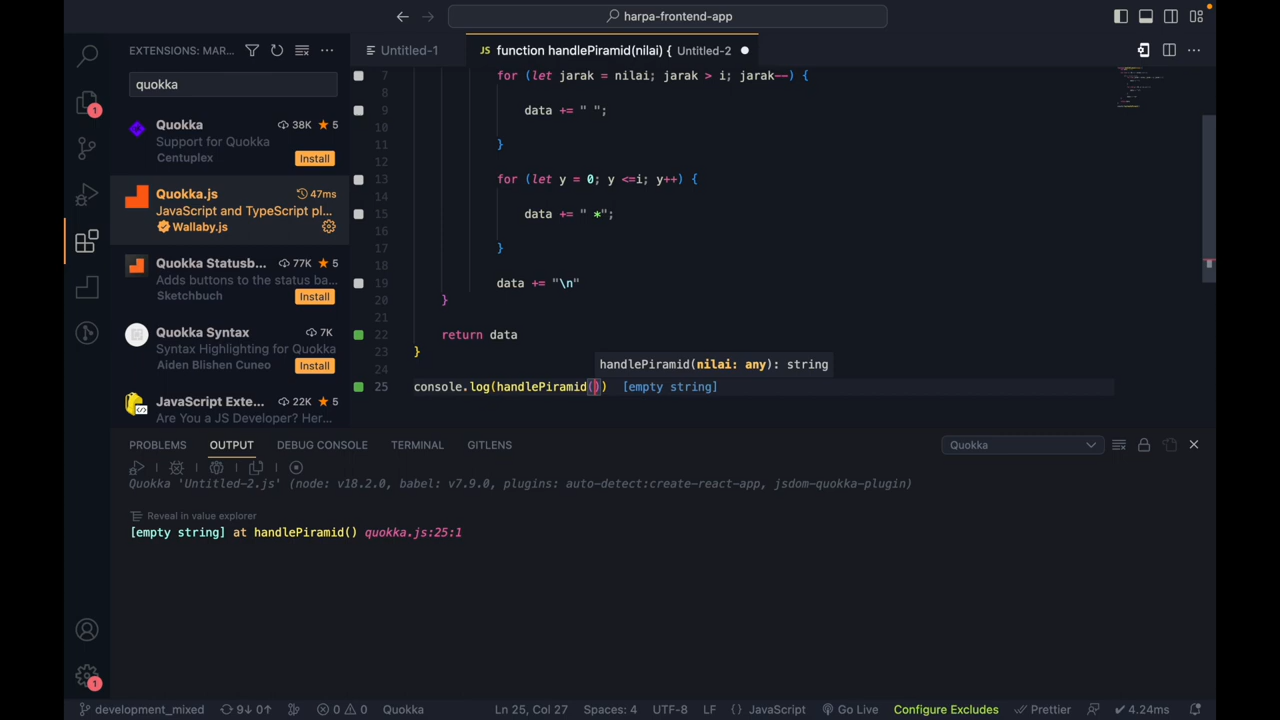 harpa-frontend-app
EXTENSIONS: MAR...
Untitled-1
JS function handlePiramid(nilai) { Untitled-2
quokka
Quokka 38K 5
Support for Quokka
Centuplex Install
Quokka.js 47ms
JavaScript and TypeScript pl...
Wallaby.js
Quokka Statusb... 77K 5
Adds buttons to the status ba...
Sketchbuch Install
Quokka Syntax 7K
Syntax Highlighting for Quokka
Aiden Blishen Cuneo Install
JavaScript Exte... 22K 5
Are You a JS Developer? Her...
7 for (let jarak = nilai; jarak > i; jarak--) {
8
9 data += " ";
10
11 }
12
13 for (let y = 0; y <=i; y++) {
14
15 data += " *";
16
17 }
18
19 data += "\n"
20 }
21
22 return data
23 }
24
handlePiramid(nilai: any): string
25 console.log(handlePiramid()) [empty string]
PROBLEMS OUTPUT DEBUG CONSOLE TERMINAL GITLENS Quokka
Quokka 'Untitled-2.js' (node: v18.2.0, babel: v7.9.0, plugins: auto-detect:create-react-app, jsdom-quokka-plugin)
Reveal in value explorer
[empty string] at handlePiramid() quokka.js:25:1
1
1
development_mixed 9↓ 0↑ 0 0 Quokka Ln 25, Col 27 Spaces: 4 UTF-8 LF {} JavaScript Go Live Configure Excludes Prettier 4.24ms